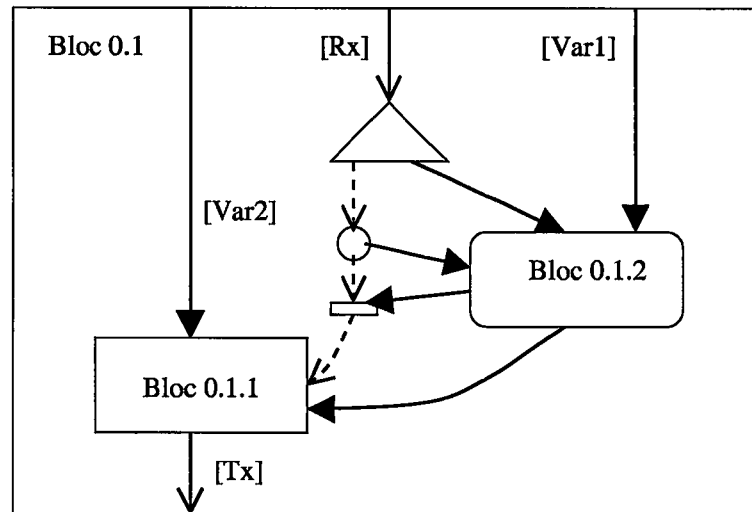 Bloc 0.1
[Rx]
[Var1]
[Var2]
Bloc 0.1.2
Bloc 0.1.1
[Tx]